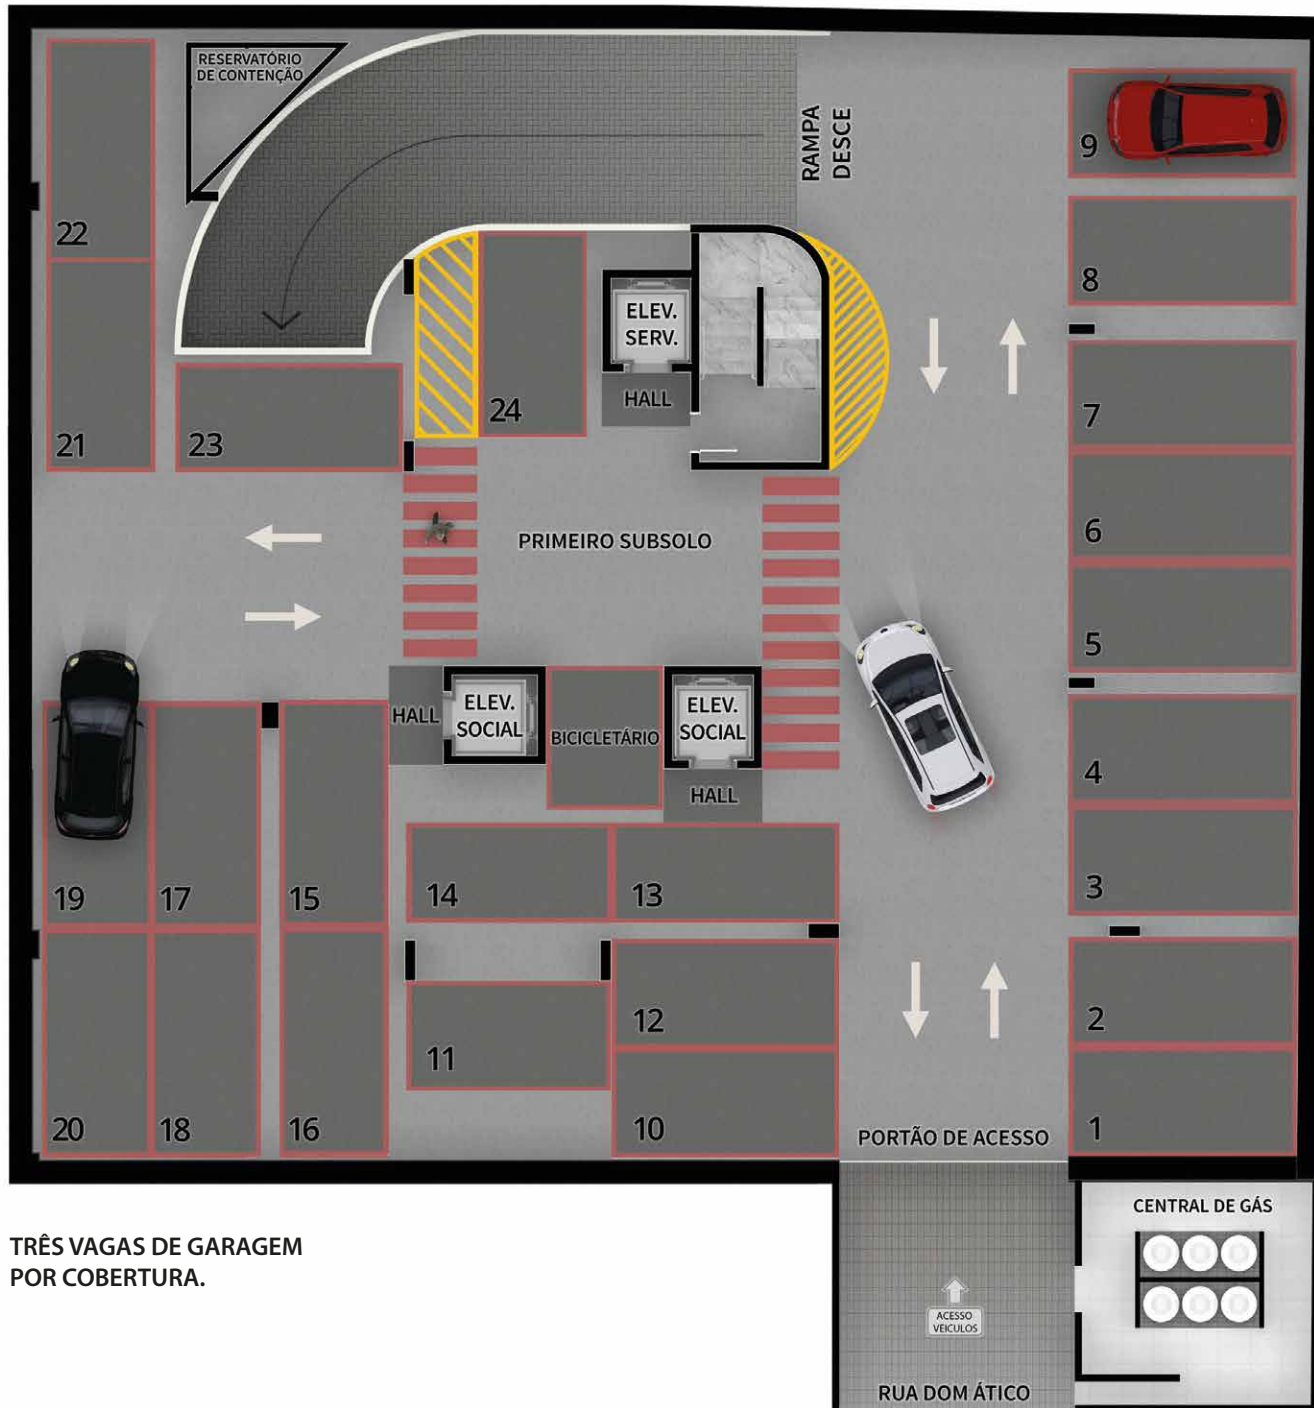 RESERVATÓRIO
DE CONTENÇÃO
RAMPA
DESCE
9
22
8
ELEV.
SERV.
HALL
24
7
21
23
6
PRIMEIRO SUBSOLO
5
HALL
ELEV.
SOCIAL
BICICLETÁRIO
ELEV.
SOCIAL
HALL
4
19
17
15
14
13
3
12
2
11
20
18
16
10
PORTÃO DE ACESSO
1
CENTRAL DE GÁS
TRÊS VAGAS DE GARAGEM
POR COBERTURA.
ACESSO
VEICULOS
RUA DOM ÁTICO